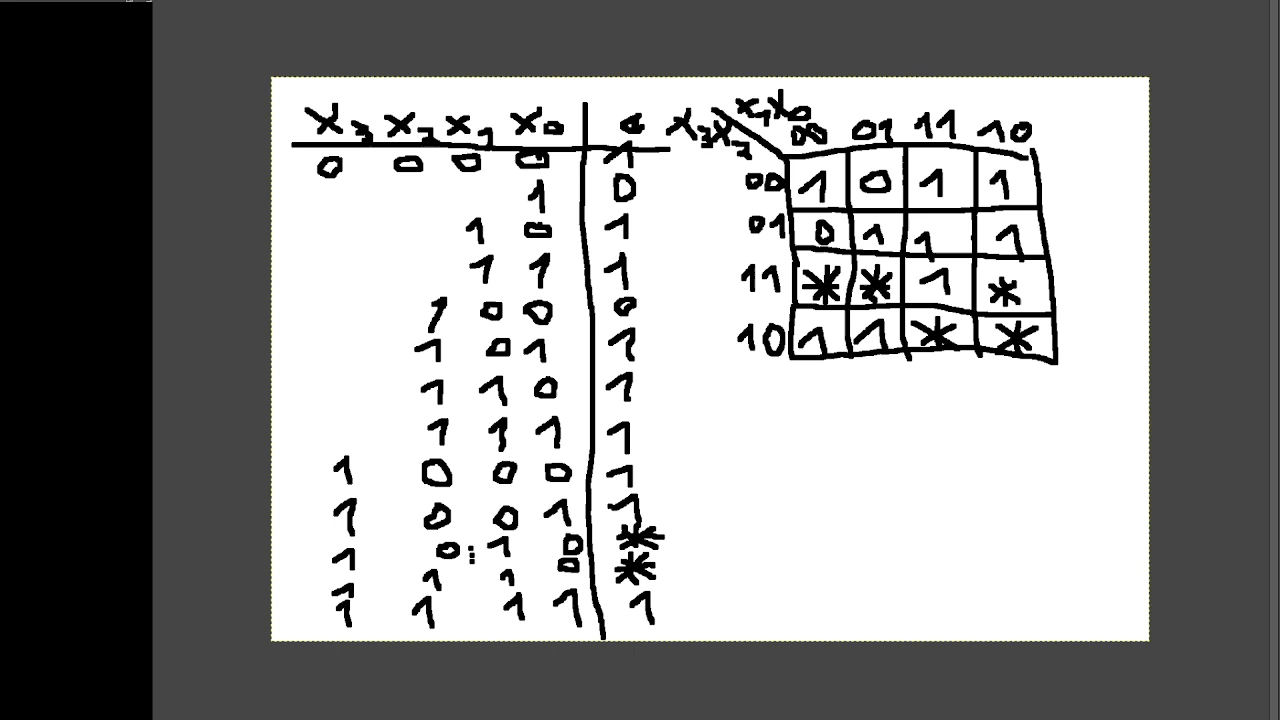 X3 X2 X1 X0 a
0 0 0 0 1
1 0
1 0 1
1 1 1
1 0 0 0
1 0 1 1
1 1 0 1
1 1 1 1
1 0 0 0 1
1 0 0 1 1
1 0 1 0 *
1 1 1 0 *
1 1 1 1 1
X3X2 X1X0
00 01 11 10
00 1 0 1 1
01 0 1 1 1
11 * * 1 *
10 1 1 * *